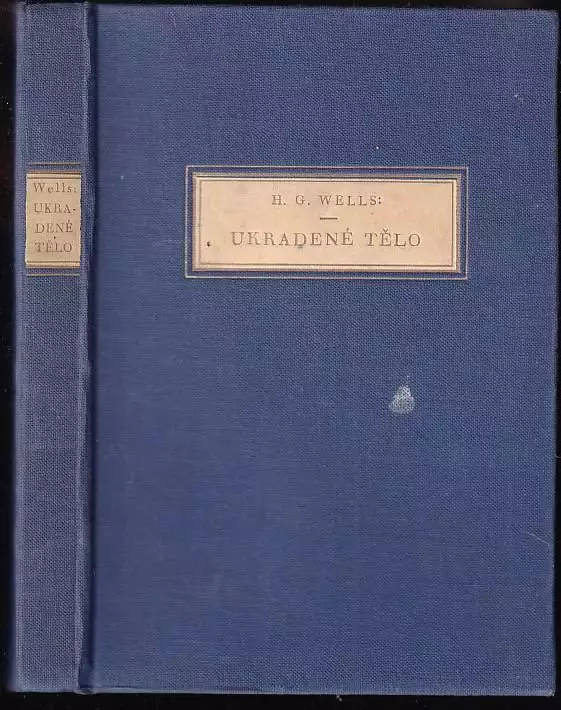 Wells:
UKRA-
DENÉ
TĚLO
H. G. WELLS:
UKRADENÉ TĚLO